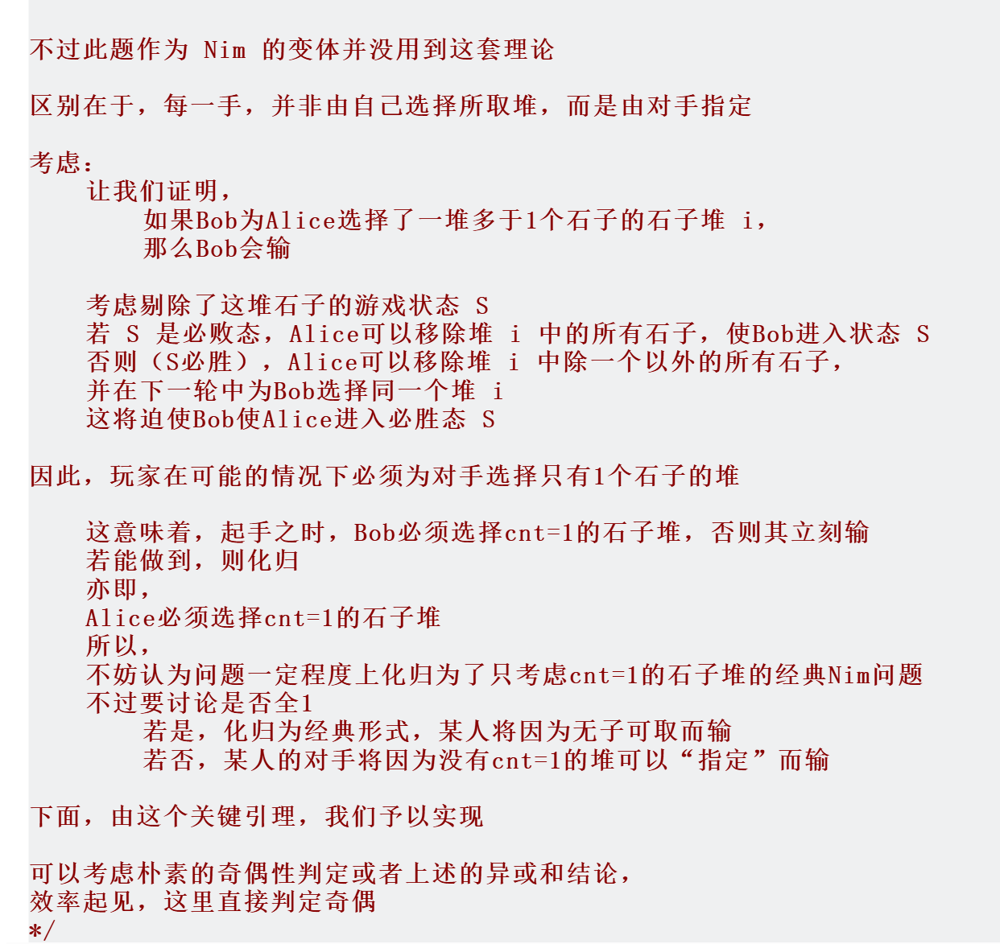 不过此题作为 Nim 的变体并没用到这套理论
区别在于，每一手，并非由自己选择所取堆，而是由对手指定
考虑：
让我们证明，
如果Bob为Alice选择了一堆多于1个石子的石子堆 i，
那么Bob会输
考虑剔除了这堆石子的游戏状态 S
若 S 是必败态，Alice可以移除堆 i 中的所有石子，使Bob进入状态 S
否则（S必胜），Alice可以移除堆 i 中除一个以外的所有石子，
并在下一轮中为Bob选择同一个堆 i
这将迫使Bob使Alice进入必胜态 S
因此，玩家在可能的情况下必须为对手选择只有1个石子的堆
这意味着，起手之时，Bob必须选择cnt=1的石子堆，否则其立刻输
若能做到，则化归
亦即，
Alice必须选择cnt=1的石子堆
所以，
不妨认为问题一定程度上化归为了只考虑cnt=1的石子堆的经典Nim问题
不过要讨论是否全1
若是，化归为经典形式，某人将因为无子可取而输
若否，某人的对手将因为没有cnt=1的堆可以“指定”而输
下面，由这个关键引理，我们予以实现
可以考虑朴素的奇偶性判定或者上述的异或和结论，
效率起见，这里直接判定奇偶
*/